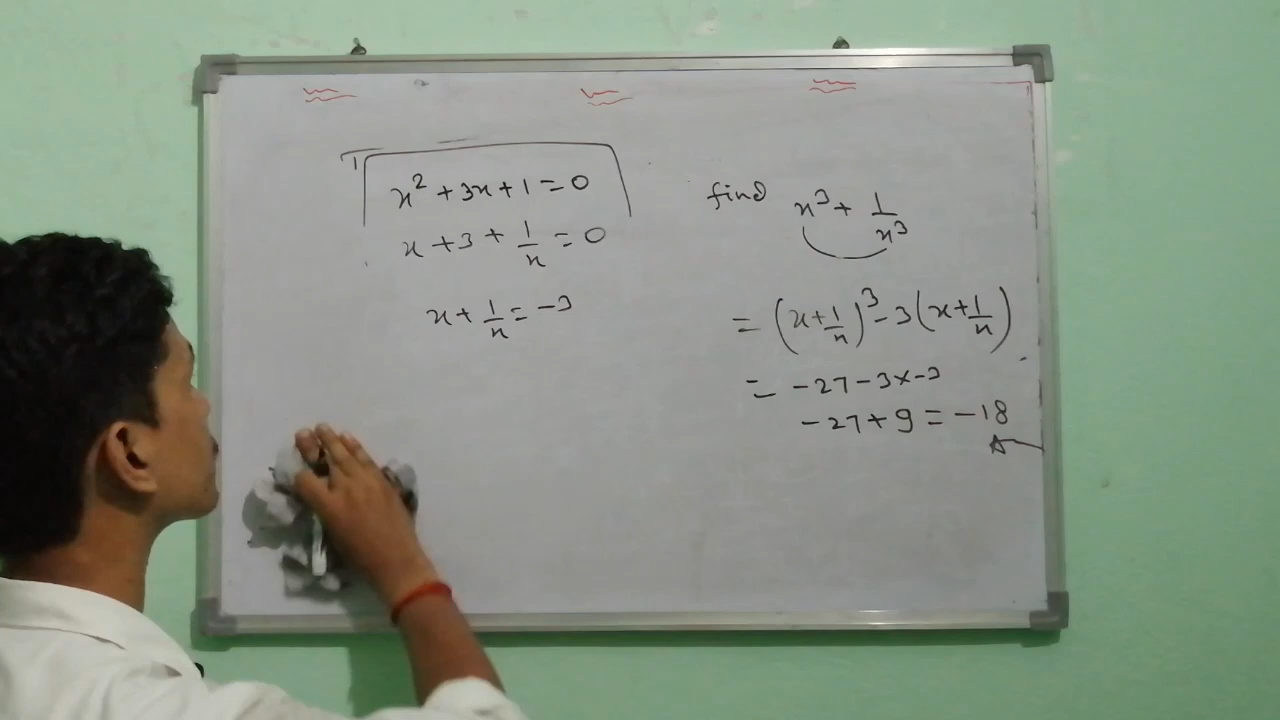 x² + 3x + 1 = 0
x + 3 + 1/x = 0
x + 1/x = -3
find x³ + 1/x³
= (x + 1/x)³ - 3(x + 1/x)
= -27 - 3 × -3
-27 + 9 = -18